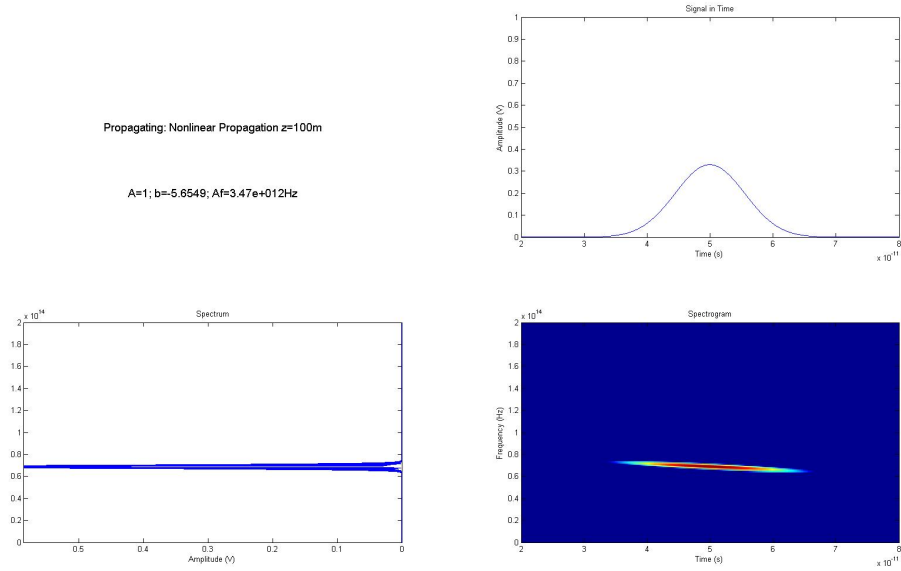 Signal in Time
1
0.9
0.8
0.7
0.6
0.5
0.4
0.3
0.2
0.1
0
Amplitude (V)
2 3 4 5 6 7 8
Time (s)
x 10^-11
Propagating: Nonlinear Propagation z=100m
A=1; b=-5.6549; Af=3.47e+012Hz
Spectrum
x 10^14
2
1.8
1.6
1.4
1.2
1
0.8
0.6
0.4
0.2
0
0.5 0.4 0.3 0.2 0.1 0
Amplitude (V)
Spectrogram
x 10^14
2
1.8
1.6
1.4
1.2
1
0.8
0.6
0.4
0.2
0
Frequency (Hz)
2 3 4 5 6 7 8
Time (s)
x 10^-11